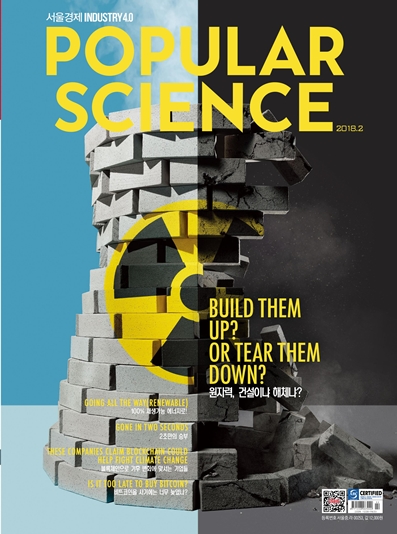 서울경제 INDUSTRY 4.0
POPULAR
SCIENCE
2018.2
BUILD THEM
UP?
OR TEAR THEM
DOWN?
원자력, 건설이냐 해체냐?
GOING ALL THE WAY(RENEWABLE)
100% 재생가능 에너지로!
GONE IN TWO SECONDS
2초만의 승부
THESE COMPANIES CLAIM BLOCKCHAIN COULD
HELP FIGHT CLIMATE CHANGE
블록체인으로 기후 변화에 맞서는 기업들
IS IT TOO LATE TO BUY BITCOIN?
비트코인을 사기에는 너무 늦었나?
CERTIFIED